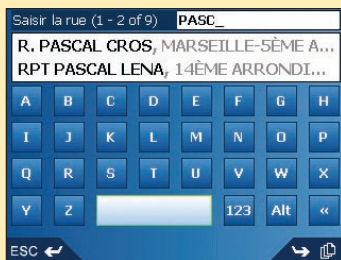 Saisir la rue (1 - 2 of 9) PASC_
R. PASCAL CROS, MARSEILLE-5ÈME A...
RPT PASCAL LENA, 14ÈME ARRONDI...
A B C D E F G H
I J K L M N O P
Q R S T U V W X
Y Z 123 Alt «
ESC